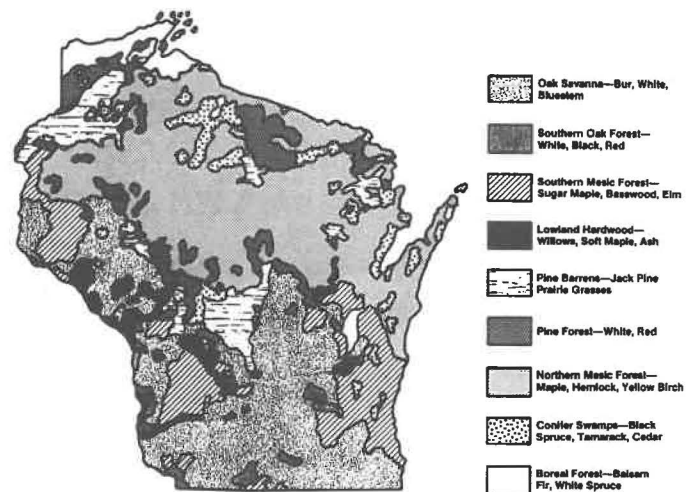 Oak Savanna—Bur, White,
Bluestem
Southern Oak Forest—
White, Black, Red
Southern Mesic Forest—
Sugar Maple, Basswood, Elm
Lowland Hardwood—
Willows, Soft Maple, Ash
Pine Barrens—Jack Pine
Prairie Grasses
Pine Forest—White, Red
Northern Mesic Forest—
Maple, Hemlock, Yellow Birch
Conifer Swamps—Black
Spruce, Tamarack, Cedar
Boreal Forest—Balsam
Fir, White Spruce